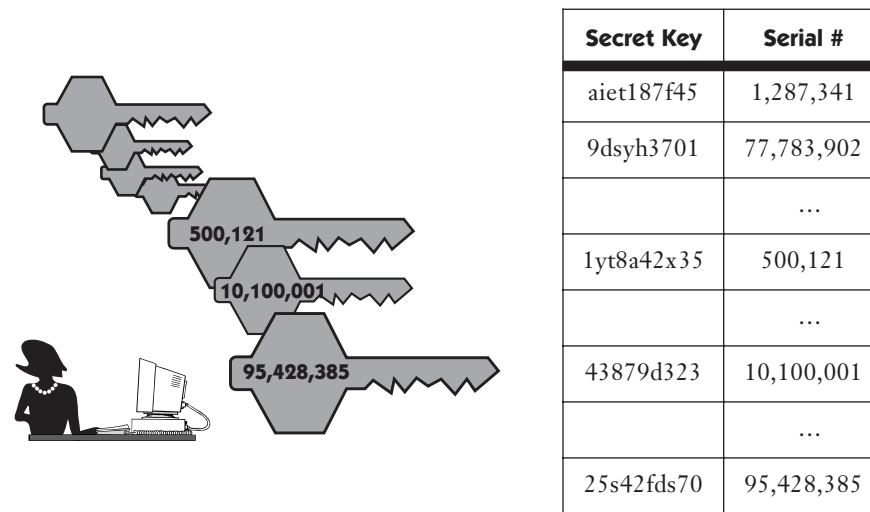 500,121
10,100,001
95,428,385
Secret Key Serial #
aiet187f45 1,287,341
9dsyh3701 77,783,902
...
1yt8a42x35 500,121
...
43879d323 10,100,001
...
25s42fds70 95,428,385